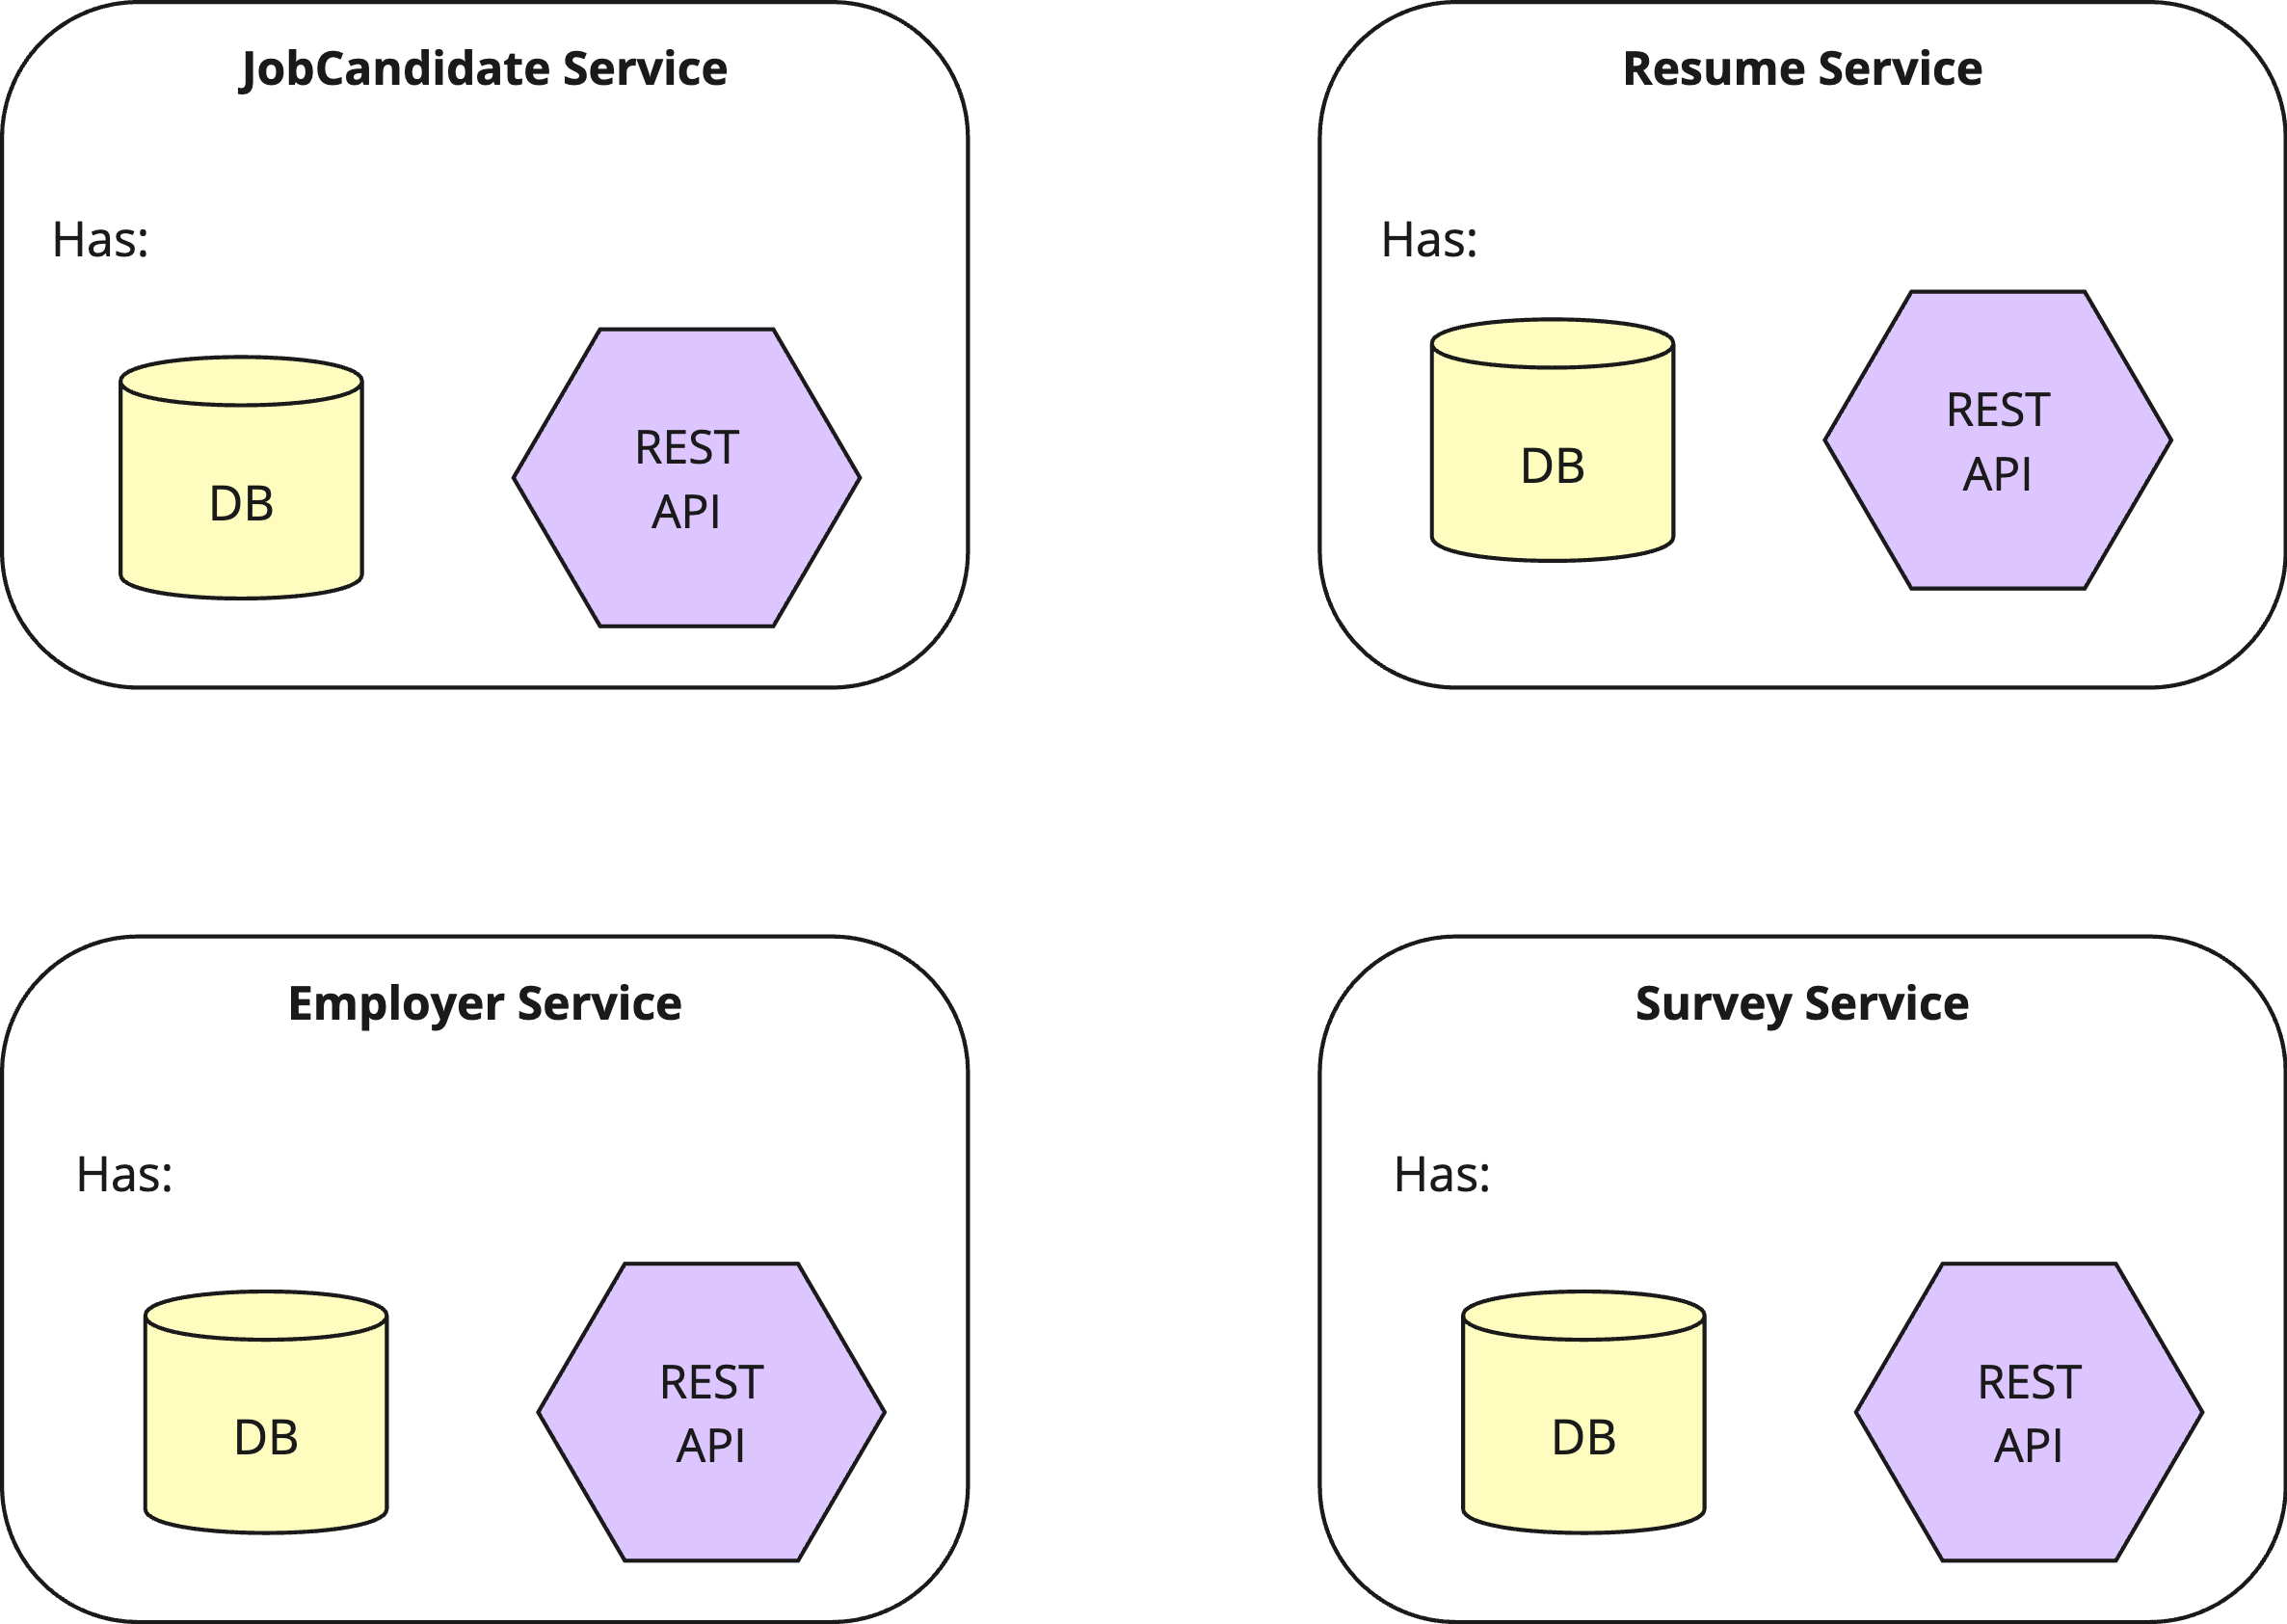 JobCandidate Service
Has:
DB
REST
API
Resume Service
Has:
DB
REST
API
Employer Service
Has:
DB
REST
API
Survey Service
Has:
DB
REST
API